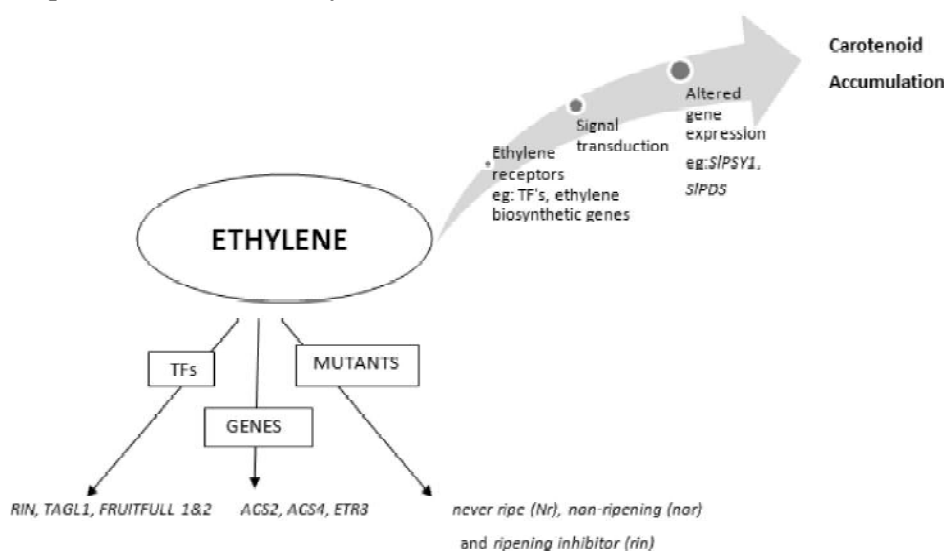 Carotenoid
Accumulation
Altered
gene
expression
eg:SlPSY1,
SlPDS
Signal
transduction
Ethylene
receptors
eg: TF's, ethylene
biosynthetic genes
ETHYLENE
TFs
MUTANTS
GENES
RIN, TAGL1, FRUITFULL 1&2
ACS2, ACS4, ETR3
never ripe (Nr), non-ripening (nor)
and ripening inhibitor (rin)